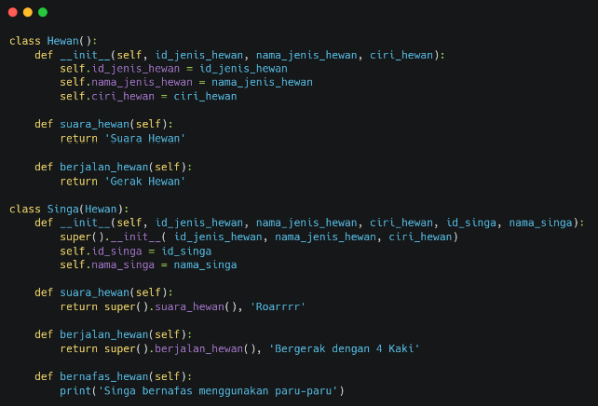 class Hewan():
    def __init__(self, id_jenis_hewan, nama_jenis_hewan, ciri_hewan):
        self.id_jenis_hewan = id_jenis_hewan
        self.nama_jenis_hewan = nama_jenis_hewan
        self.ciri_hewan = ciri_hewan

    def suara_hewan(self):
        return 'Suara Hewan'

    def berjalan_hewan(self):
        return 'Gerak Hewan'

class Singa(Hewan):
    def __init__(self, id_jenis_hewan, nama_jenis_hewan, ciri_hewan, id_singa, nama_singa):
        super().__init__( id_jenis_hewan, nama_jenis_hewan, ciri_hewan)
        self.id_singa = id_singa
        self.nama_singa = nama_singa

    def suara_hewan(self):
        return super().suara_hewan(), 'Roarrrr'

    def berjalan_hewan(self):
        return super().berjalan_hewan(), 'Bergerak dengan 4 Kaki'

    def bernafas_hewan(self):
        print('Singa bernafas menggunakan paru-paru')